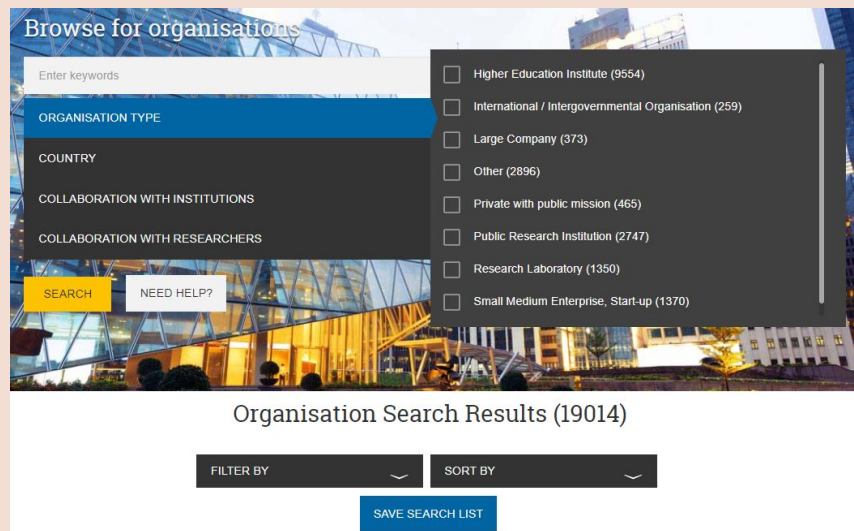 Browse for organisations
Enter keywords
ORGANISATION TYPE
COUNTRY
COLLABORATION WITH INSTITUTIONS
COLLABORATION WITH RESEARCHERS
SEARCH
NEED HELP?
Higher Education Institute (9554)
International / Intergovernmental Organisation (259)
Large Company (373)
Other (2896)
Private with public mission (465)
Public Research Institution (2747)
Research Laboratory (1350)
Small Medium Enterprise, Start-up (1370)
Organisation Search Results (19014)
FILTER BY
SORT BY
SAVE SEARCH LIST